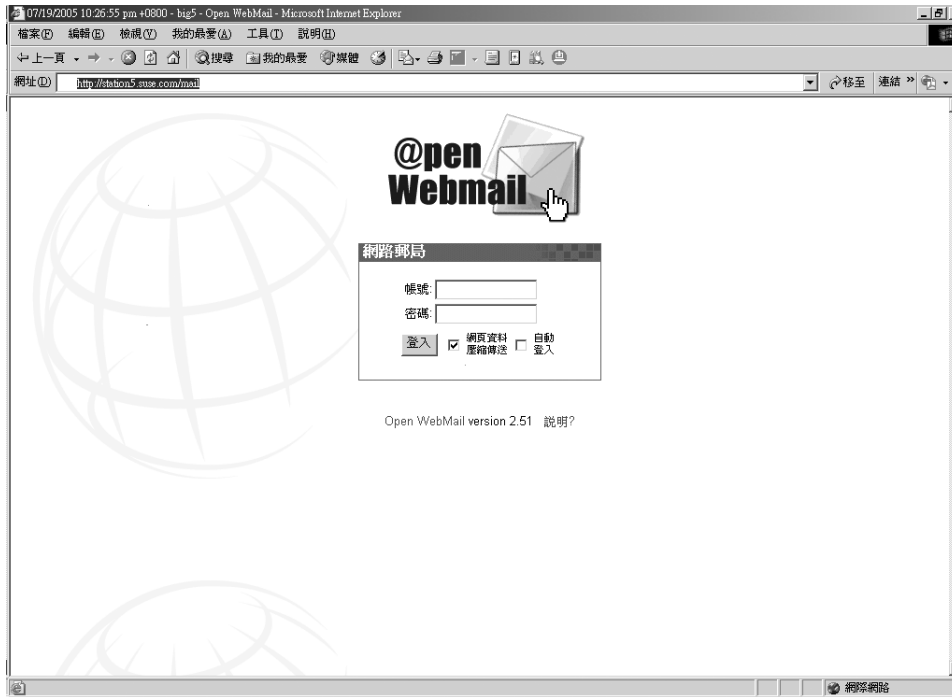 07/19/2005 10:26:55 pm +0800 - big5 - Open WebMail - Microsoft Internet Explorer
檔案(F) 編輯(E) 檢視(V) 我的最愛(A) 工具(T) 說明(H)
上一頁 搜尋 我的最愛 媒體
網址(D) http://station5.suse.com/mail 移至 連結 »
@pen
Webmail
網路郵局
帳號:
密碼:
登入 網頁資料 壓縮傳送 自動 登入
Open WebMail version 2.51 說明?
網際網路